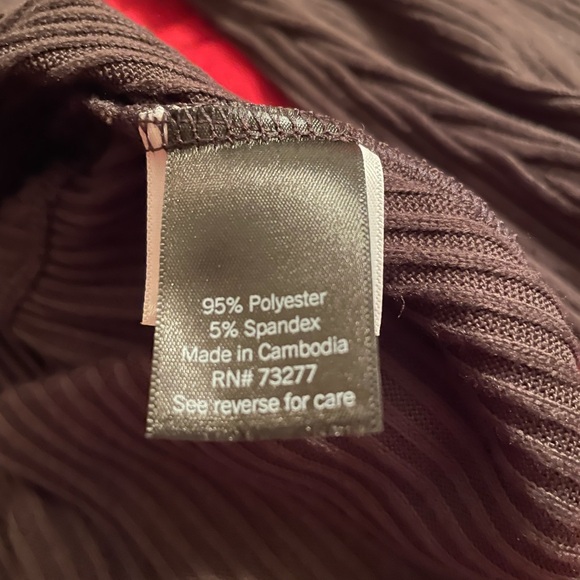 95% Polyester
5% Spandex
Made in Cambodia
RN# 73277
See reverse for care